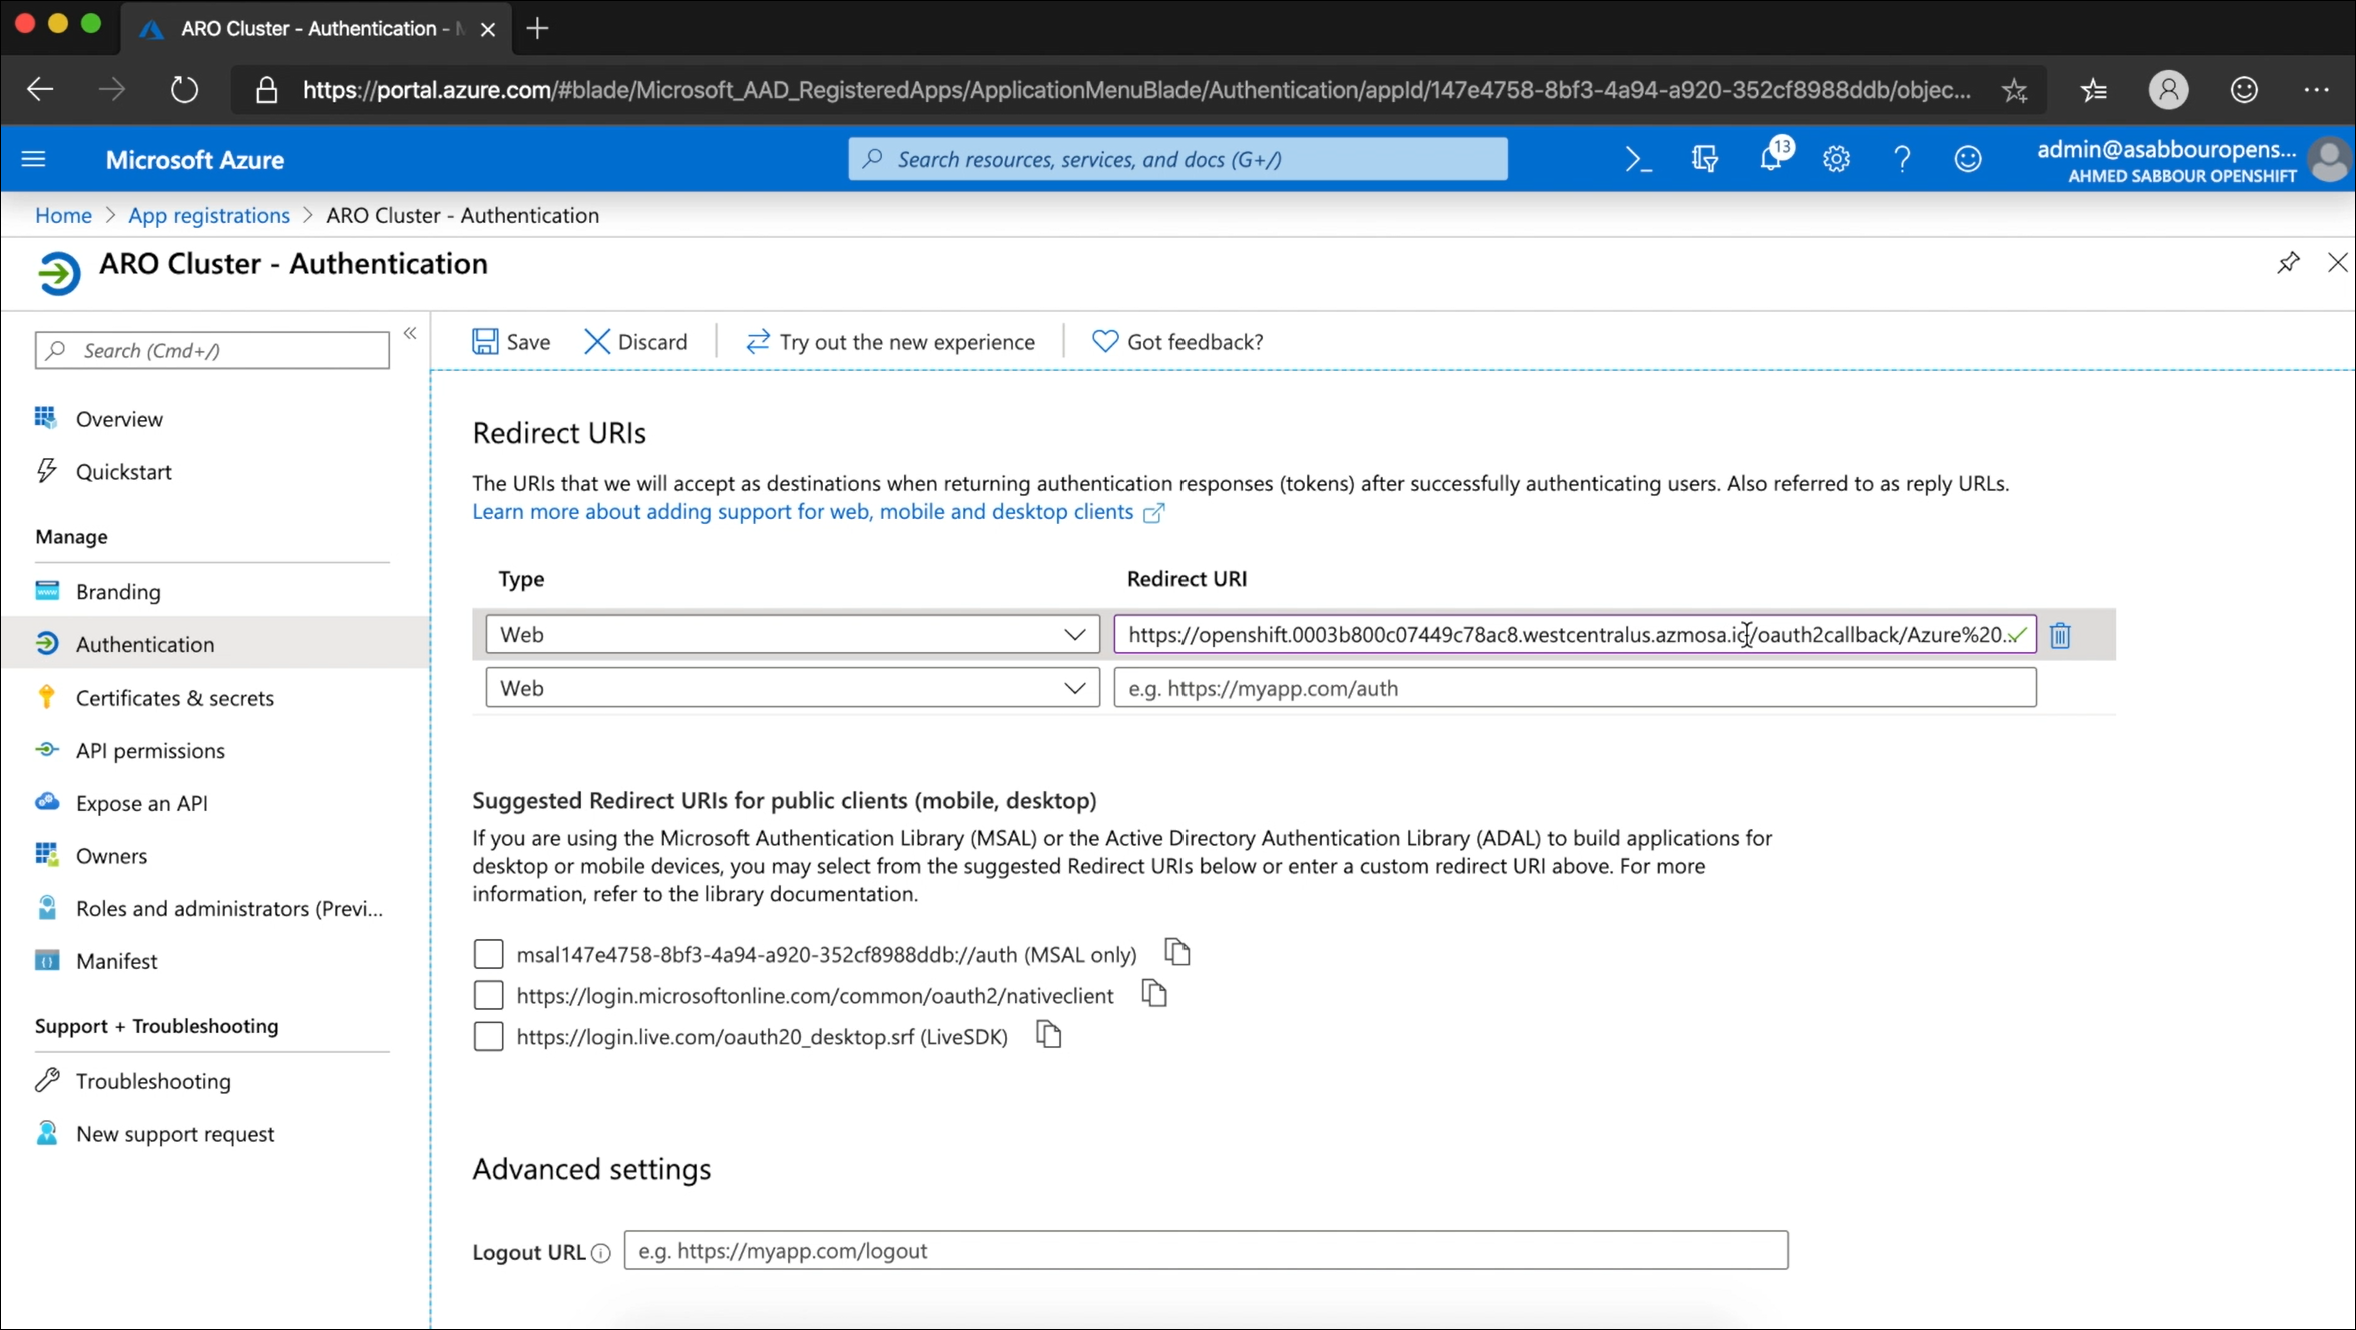 ARO Cluster - Authentication -
https://portal.azure.com/#blade/Microsoft_AAD_RegisteredApps/ApplicationMenuBlade/Authentication/appId/147e4758-8bf3-4a94-a920-352cf8988ddb/objec...
Microsoft Azure
Search resources, services, and docs (G+/)
13
admin@asabbouropens...
AHMED SABBOUR OPENSHIFT
Home > App registrations > ARO Cluster - Authentication
ARO Cluster - Authentication
Search (Cmd+/)
Save
Discard
Try out the new experience
Got feedback?
Overview
Quickstart
Manage
Branding
Authentication
Certificates & secrets
API permissions
Expose an API
Owners
Roles and administrators (Previ...
Manifest
Support + Troubleshooting
Troubleshooting
New support request
Redirect URIs
The URIs that we will accept as destinations when returning authentication responses (tokens) after successfully authenticating users. Also referred to as reply URLs.
Learn more about adding support for web, mobile and desktop clients
Type
Redirect URI
Web
https://openshift.0003b800c07449c78ac8.westcentralus.azmosa.io/oauth2callback/Azure%20...
Web
e.g. https://myapp.com/auth
Suggested Redirect URIs for public clients (mobile, desktop)
If you are using the Microsoft Authentication Library (MSAL) or the Active Directory Authentication Library (ADAL) to build applications for
desktop or mobile devices, you may select from the suggested Redirect URIs below or enter a custom redirect URI above. For more
information, refer to the library documentation.
msal147e4758-8bf3-4a94-a920-352cf8988ddb://auth (MSAL only)
https://login.microsoftonline.com/common/oauth2/nativeclient
https://login.live.com/oauth20_desktop.srf (LiveSDK)
Advanced settings
Logout URL
e.g. https://myapp.com/logout